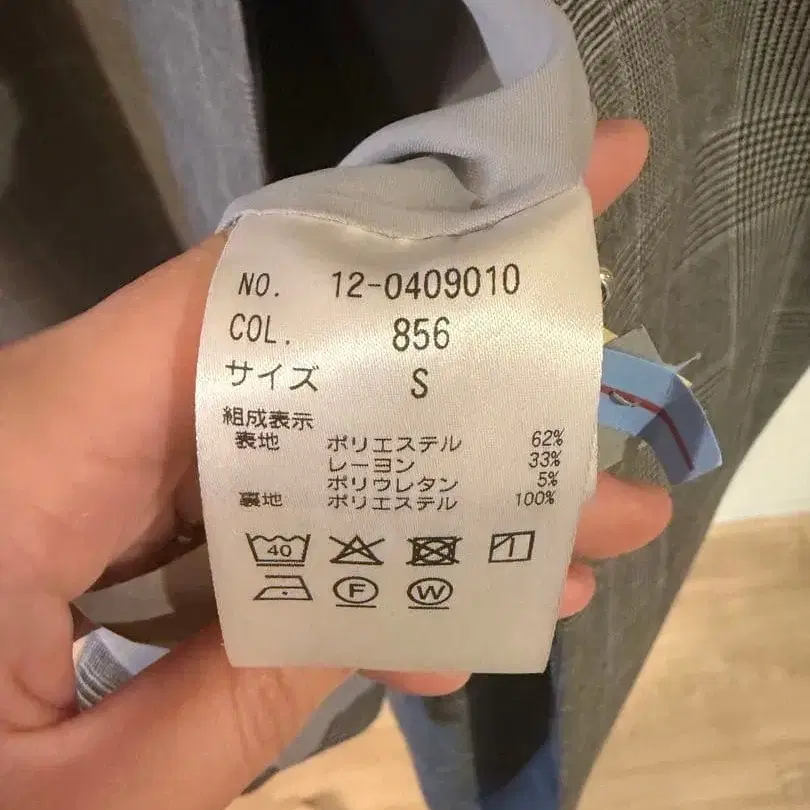 NO. 12-0409010
COL. 856
サイズ S
組成表示
表地 ポリエステル 62%
レーヨン 33%
ポリウレタン 5%
裏地 ポリエステル 100%
40
F W